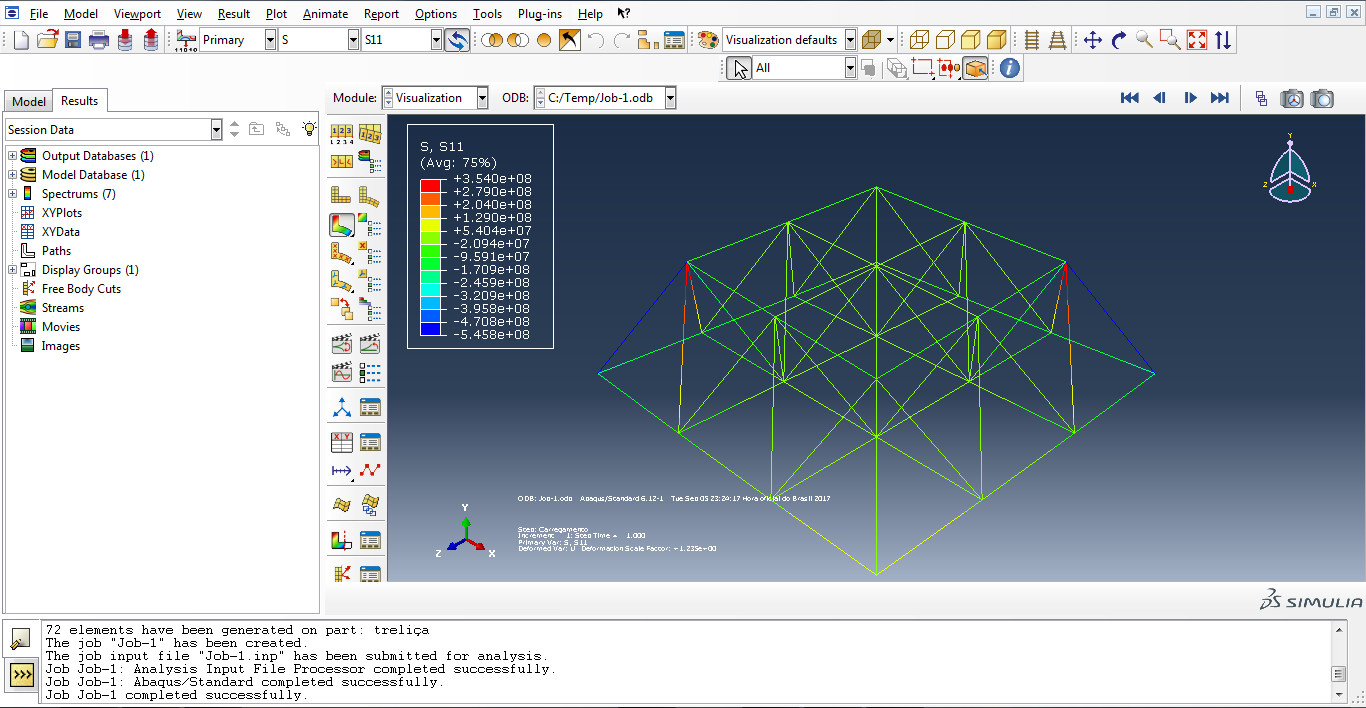 File Model Viewport View Result Plot Animate Report Options Tools Plug-ins Help
Primary S S11 Visualization defaults
All
Model Results Module: Visualization ODB: C:/Temp/Job-1.odb
Session Data
Output Databases (1)
Model Database (1)
Spectrums (7)
XYPlots
XYData
Paths
Display Groups (1)
Free Body Cuts
Streams
Movies
Images
S, S11
(Avg: 75%)
+3.540e+08
+2.790e+08
+2.040e+08
+1.290e+08
+5.404e+07
-2.094e+07
-9.591e+07
-1.709e+08
-2.459e+08
-3.209e+08
-3.958e+08
-4.708e+08
-5.458e+08
Y
Z X
ODB: Job-1.odb Abaqus/Standard 6.12-1 Tue Sep 05 23:24:17 Hora oficial do Brasil 2017
Y
Z X
Step: Carregamento
Increment 1: Step Time = 1.000
Primary Var: S, S11
Deformed Var: U Deformation Scale Factor: +1.235e+00
SIMULIA
72 elements have been generated on part: treliça
The job "Job-1" has been created.
The job input file "Job-1.inp" has been submitted for analysis.
Job Job-1: Analysis Input File Processor completed successfully.
Job Job-1: Abaqus/Standard completed successfully.
Job Job-1 completed successfully.